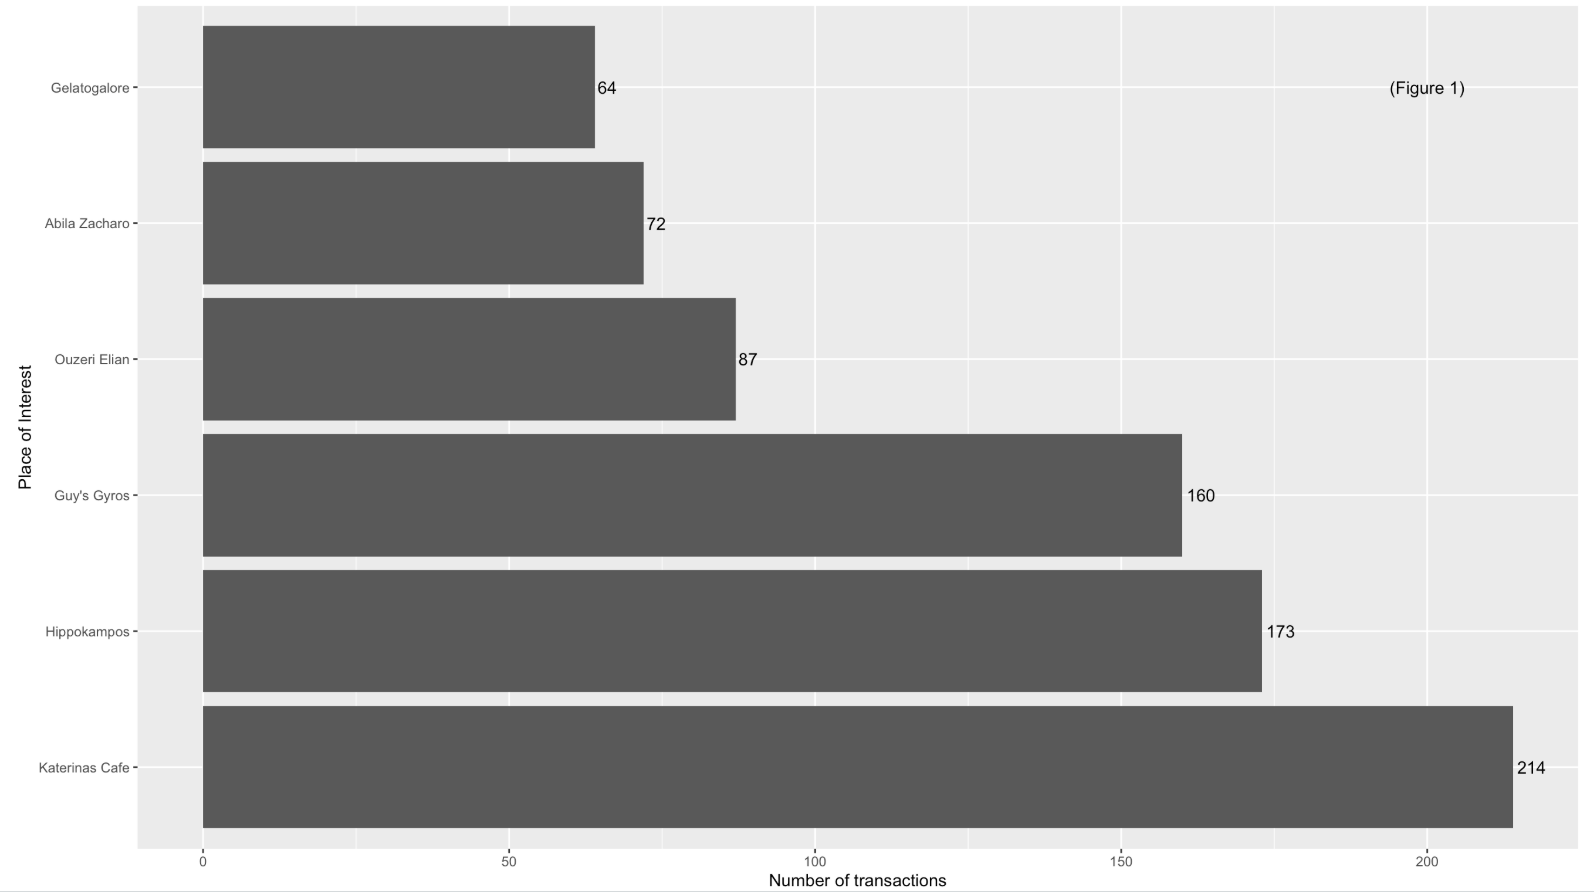 Gelatogalore
64
(Figure 1)
Abila Zacharo
72
Ouzeri Elian
87
Place of Interest
Guy's Gyros
160
Hippokampos
173
Katerinas Cafe
214
0 50 100 150 200
Number of transactions